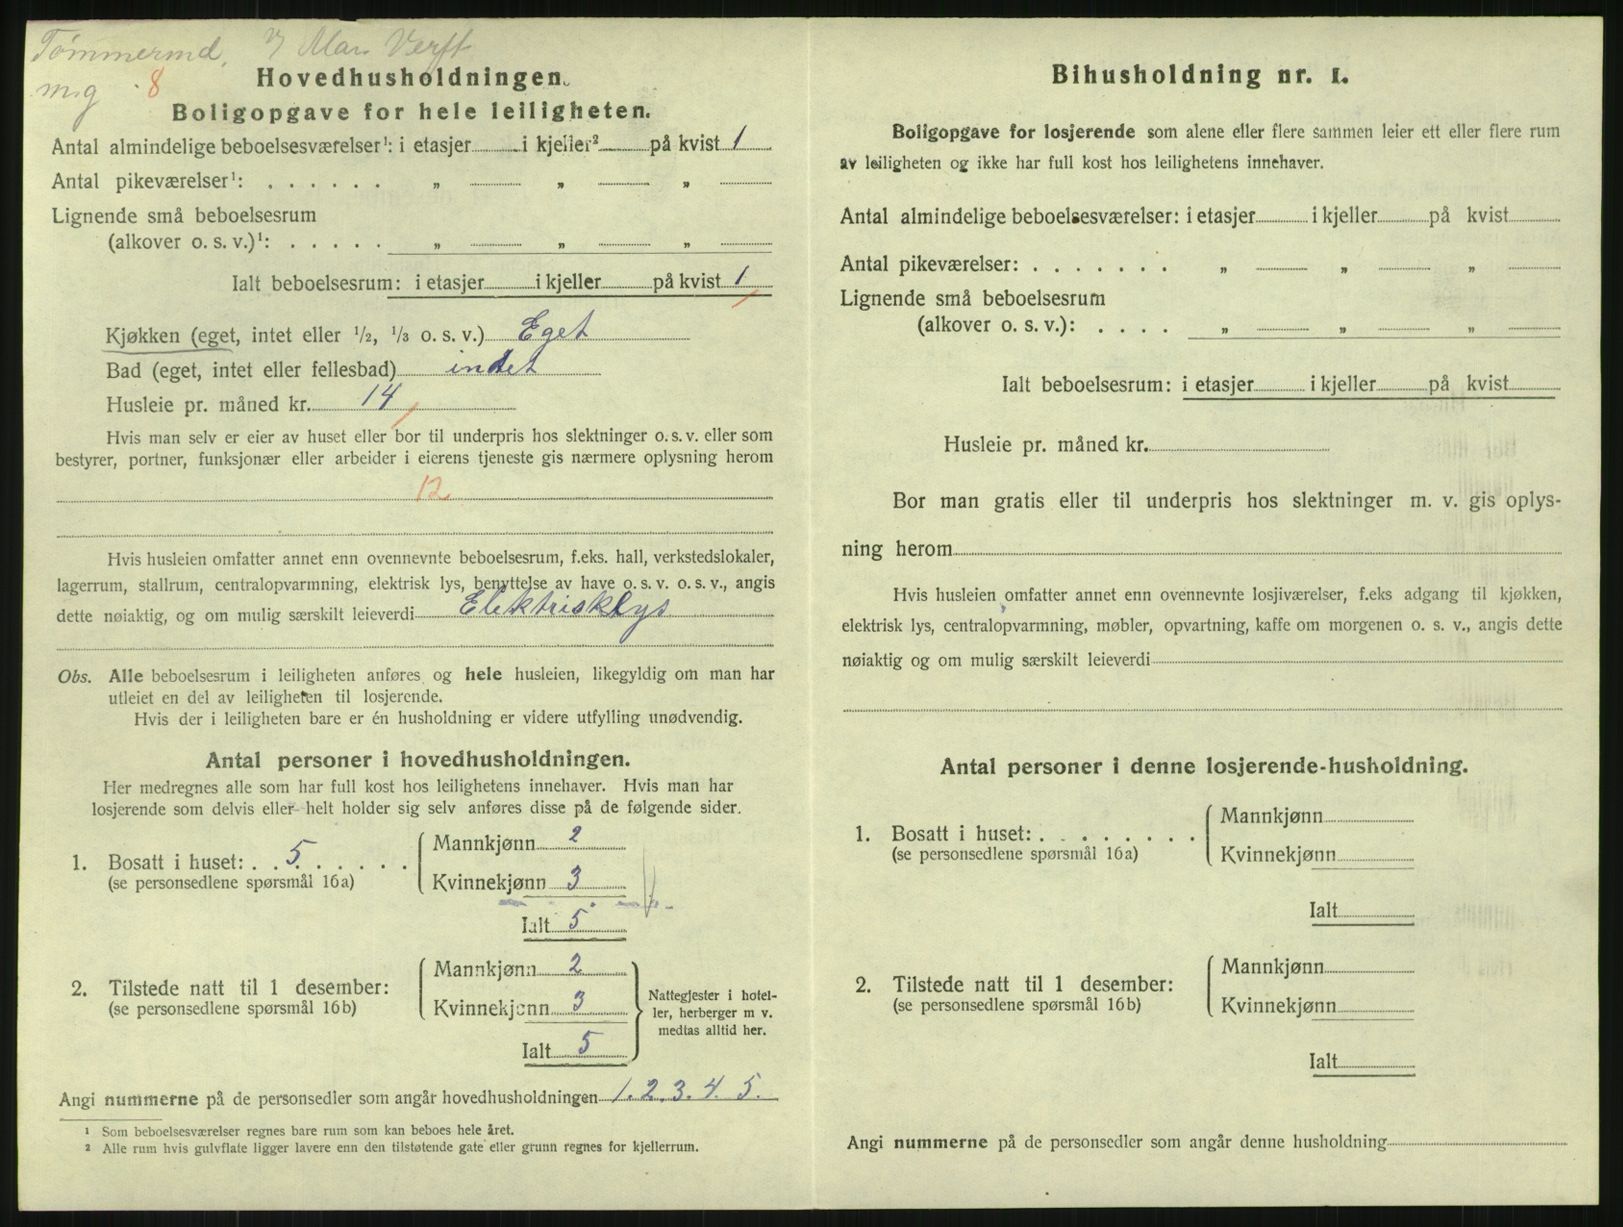 Tømmermd. Verft
m.g 8
Hovedhusholdningen.
Boligopgave for hele leiligheten.
Antal almindelige beboelsesværelser¹: i etasjer i kjeller² på kvist 1
Antal pikeværelser¹: . . . . . . „ „ „
Lignende små beboelsesrum
(alkover o. s. v.)¹: . . . . . „ „ „
Ialt beboelsesrum: i etasjer i kjeller på kvist 1
Kjøkken (eget, intet eller 1/2, 1/3 o. s. v.) Eget
Bad (eget, intet eller fellesbad) indtet
Husleie pr. måned kr. 14
Hvis man selv er eier av huset eller bor til underpris hos slektninger o. s. v. eller som
bestyrer, portner, funksjonær eller arbeider i eierens tjeneste gis nærmere oplysning herom
12
Hvis husleien omfatter annet enn ovennevnte beboelsesrum, f.eks. hall, verkstedslokaler,
lagerrum, stallrum, centralopvarmning, elektrisk lys, benyttelse av have o. s. v. o. s. v., angis
dette nøiaktig, og om mulig særskilt leieverdi Elektrisklys
Obs. Alle beboelsesrum i leiligheten anføres og hele husleien, likegyldig om man har
utleiet en del av leiligheten til losjerende.
Hvis der i leiligheten bare er én husholdning er videre utfylling unødvendig.
Antal personer i hovedhusholdningen.
Her medregnes alle som har full kost hos leilighetens innehaver. Hvis man har
losjerende som delvis eller helt holder sig selv anføres disse på de følgende sider.
1. Bosatt i huset: . . 5 . . . . . .
(se personsedlene spørsmål 16a)
Mannkjønn 2
Kvinnekjønn 3
Ialt 5
2. Tilstede natt til 1 desember:
(se personsedlene spørsmål 16b)
Mannkjønn 2
Kvinnekjønn 3
Ialt 5
Nattegjester i hotel-
ler, herberger m v.
medtas alltid her.
Angi nummerne på de personsedler som angår hovedhusholdningen 1. 2. 3. 4. 5.
¹ Som beboelsesværelser regnes bare rum som kan beboes hele året.
² Alle rum hvis gulvflate ligger lavere enn den tilstøtende gate eller grunn regnes for kjellerrum.
Bihusholdning nr. 1.
Boligopgave for losjerende som alene eller flere sammen leier ett eller flere rum
av leiligheten og ikke har full kost hos leilighetens innehaver.
Antal almindelige beboelsesværelser: i etasjer i kjeller på kvist
Antal pikeværelser: . . . . . . . „ „ „
Lignende små beboelsesrum
(alkover o. s. v.): . . . . „ „ „
Ialt beboelsesrum: i etasjer i kjeller på kvist
Husleie pr. måned kr.
Bor man gratis eller til underpris hos slektninger m. v. gis oplys-
ning herom
Hvis husleien omfatter annet enn ovennevnte losjiværelser, f.eks adgang til kjøkken,
elektrisk lys, centralopvarmning, møbler, opvartning, kaffe om morgenen o. s. v., angis dette
nøiaktig og om mulig særskilt leieverdi
Antal personer i denne losjerende-husholdning.
1. Bosatt i huset: . . . . . . . .
(se personsedlene spørsmål 16a)
Mannkjønn
Kvinnekjønn
Ialt
2. Tilstede natt til 1 desember:
(se personsedlene spørsmål 16b)
Mannkjønn
Kvinnekjønn
Ialt
Angi nummerne på de personsedler som angår denne husholdning